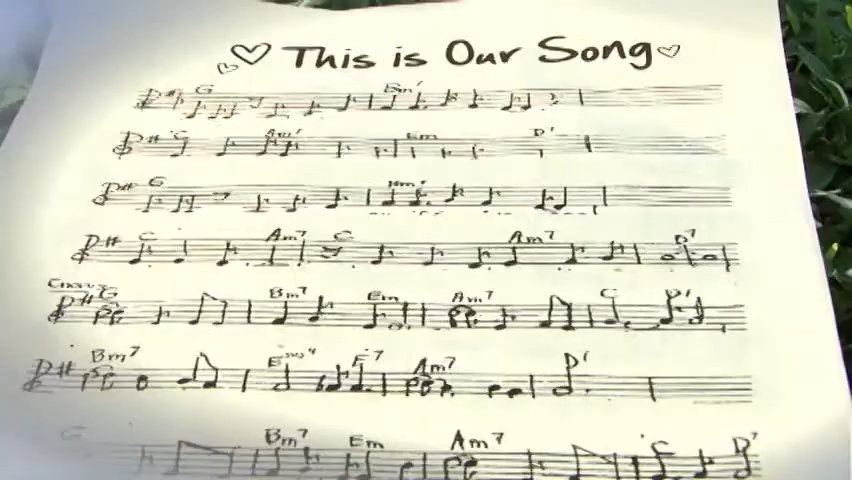 This is Our Song
G Bm7
C Am7 Em D7
G
C Am7 C Am7 D7
Chorus G Bm7 Em Am7 C D7
Bm7 Esus4 E7 Am7 D7
G Bm7 Em Am7 C D7